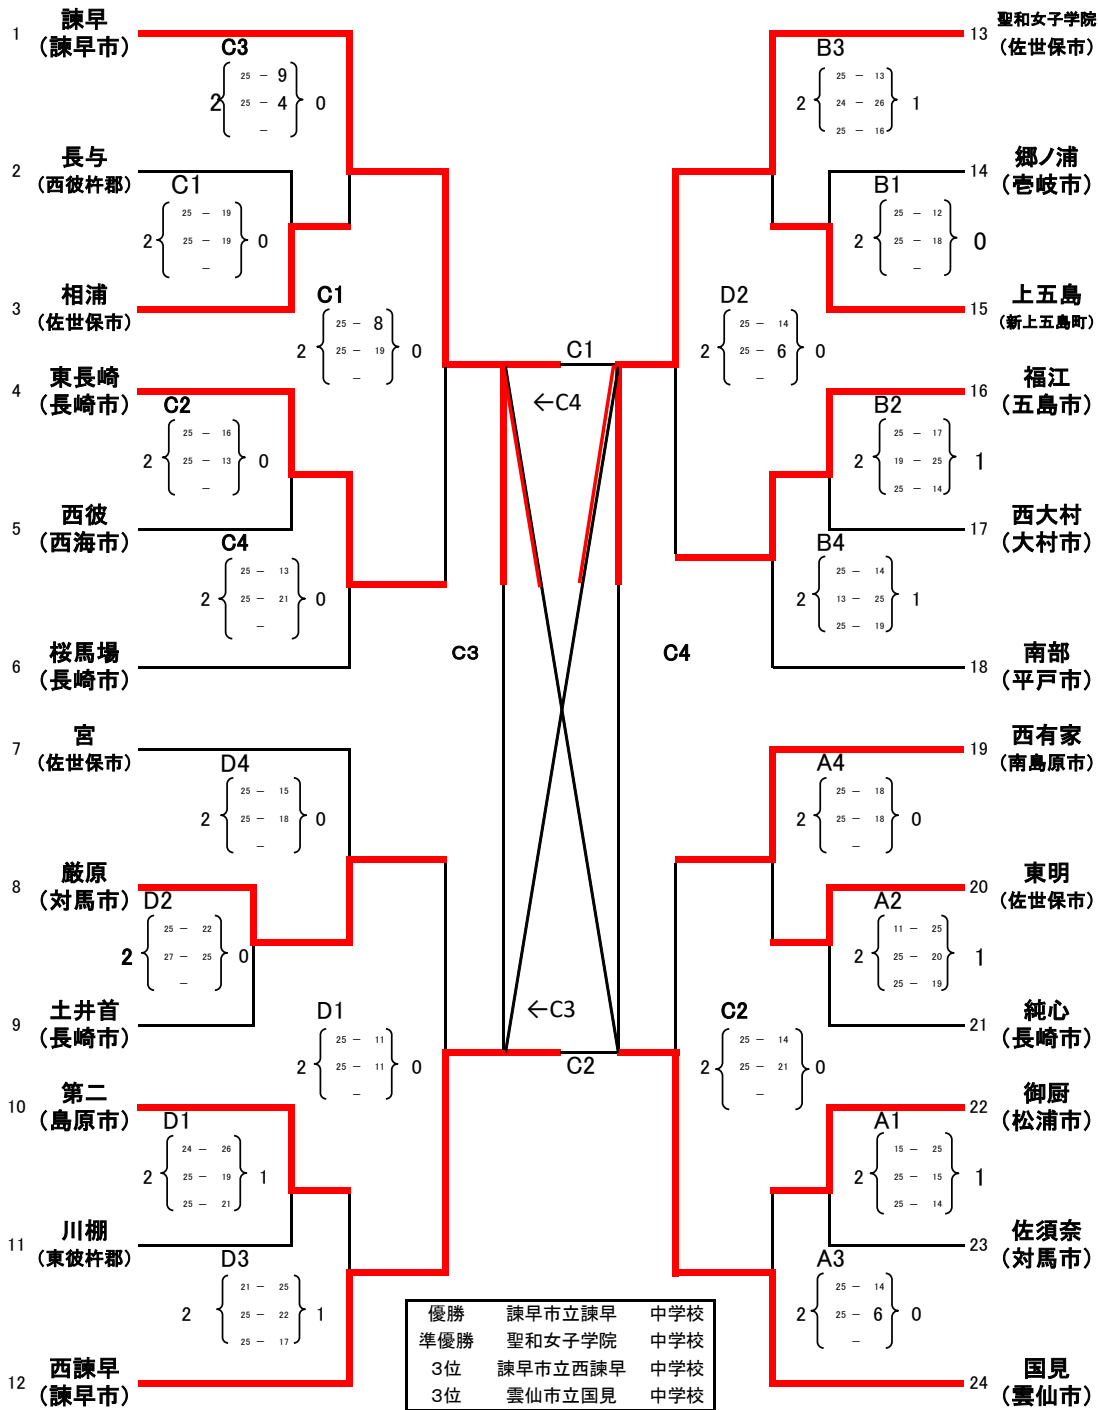 1 諫早
(諫早市)
C3
25 － 9
2 25 － 4 0
－
2 長与
(西彼杵郡)
C1
25 － 19
2 25 － 19 0
－
3 相浦
(佐世保市)
C1
25 － 8
2 25 － 19 0
－
4 東長崎
(長崎市)
C2
25 － 16
2 25 － 13 0
－
5 西彼
(西海市)
C4
25 － 13
2 25 － 21 0
－
6 桜馬場
(長崎市)
7 宮
(佐世保市)
D4
25 － 15
2 25 － 18 0
－
8 厳原
(対馬市)
D2
25 － 22
2 27 － 25 0
－
9 土井首
(長崎市)
D1
25 － 11
2 25 － 11 0
－
10 第二
(島原市)
D1
24 － 26
2 25 － 19 1
25 － 21
11 川棚
(東彼杵郡)
D3
21 － 25
2 25 － 22 1
25 － 17
12 西諫早
(諫早市)
C1
←C4
C3
C4
←C3
C2
13 聖和女子学院
(佐世保市)
B3
25 － 13
2 24 － 26 1
25 － 16
14 郷ノ浦
(壱岐市)
B1
25 － 12
2 25 － 18 0
－
15 上五島
(新上五島町)
D2
25 － 14
2 25 － 6 0
－
16 福江
(五島市)
B2
25 － 17
2 19 － 25 1
25 － 14
17 西大村
(大村市)
B4
25 － 14
2 13 － 25 1
25 － 19
18 南部
(平戸市)
19 西有家
(南島原市)
A4
25 － 18
2 25 － 18 0
－
20 東明
(佐世保市)
A2
11 － 25
2 25 － 20 1
25 － 19
21 純心
(長崎市)
C2
25 － 14
2 25 － 21 0
－
22 御厨
(松浦市)
A1
15 － 25
2 25 － 15 1
25 － 14
23 佐須奈
(対馬市)
A3
25 － 14
2 25 － 6 0
－
24 国見
(雲仙市)
優勝 諫早市立諫早 中学校
準優勝 聖和女子学院 中学校
3位 諫早市立西諫早 中学校
3位 雲仙市立国見 中学校